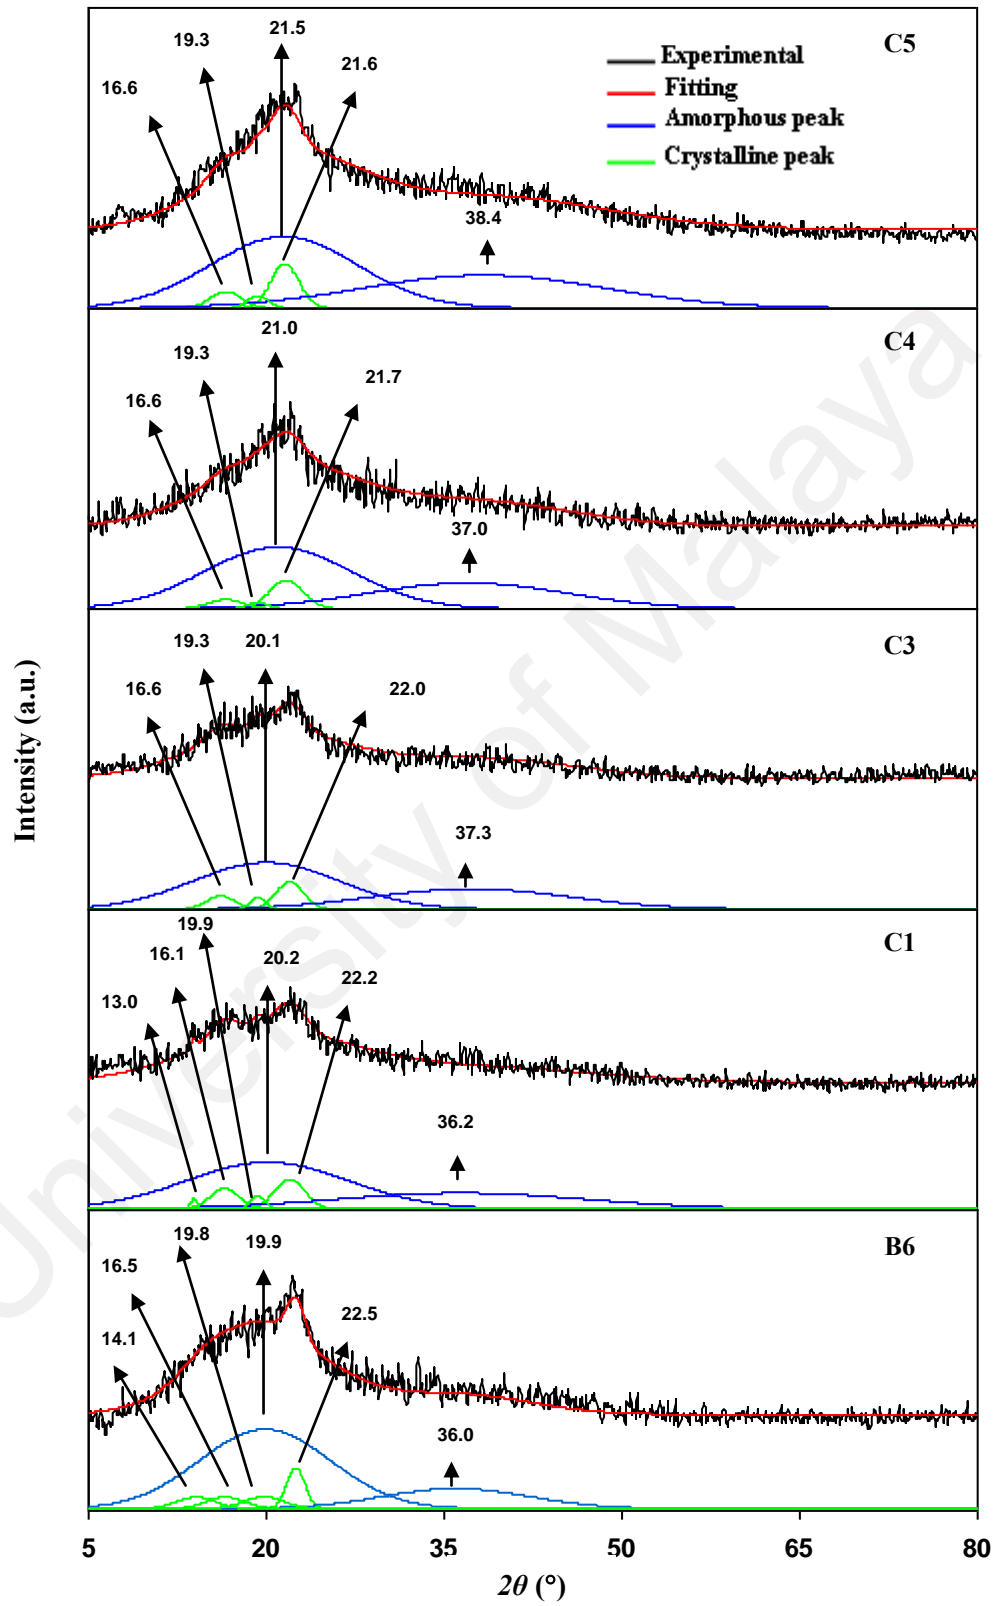 21.5
19.3
C5
21.6
Experimental
16.6
Fitting
Amorphous peak
Crystalline peak
38.4
21.0
19.3
C4
21.7
16.6
37.0
19.3
20.1
C3
16.6
22.0
37.3
19.9
16.1
20.2
C1
22.2
13.0
36.2
19.8
19.9
B6
16.5
22.5
14.1
36.0
Intensity (a.u.)
5
20
35
50
65
80
2θ (°)
University of Malaya